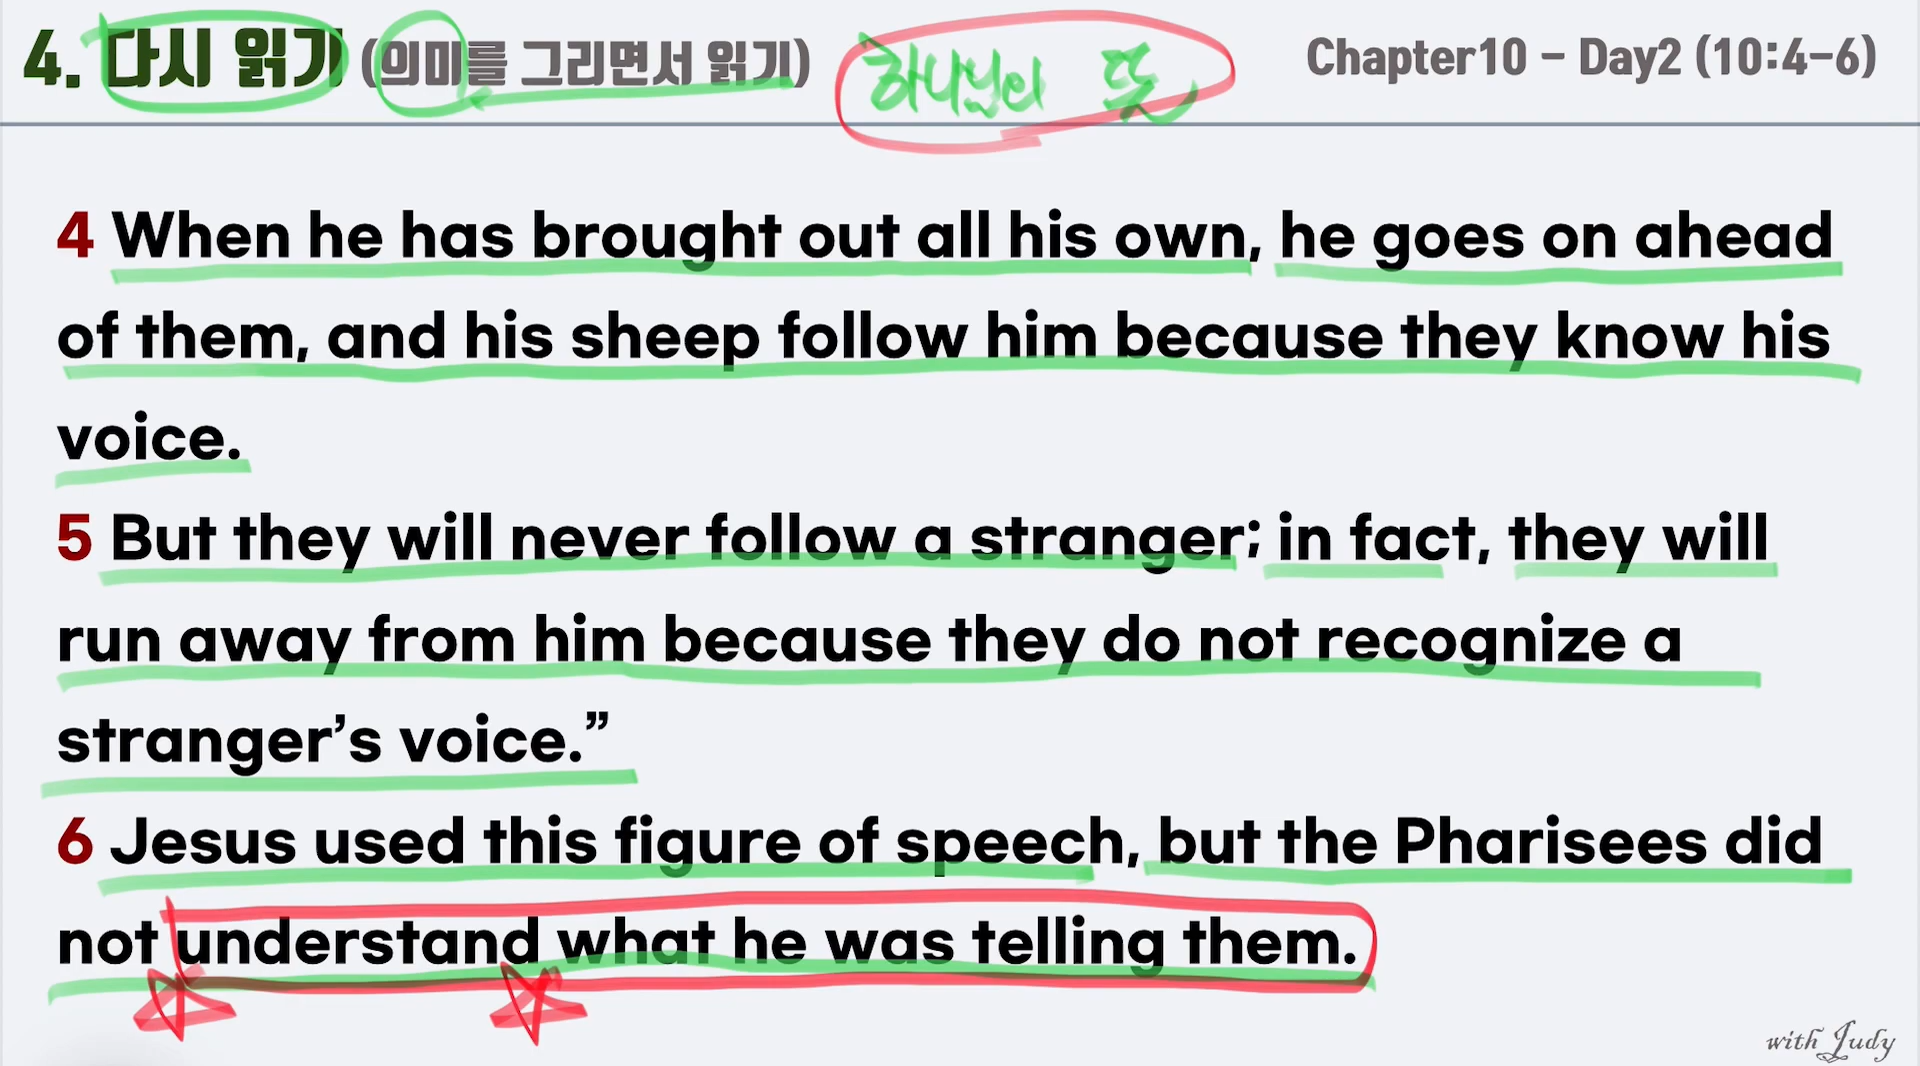 4. 다시 읽기 (의미를 그리면서 읽기) 하나님의 뜻 Chapter10 – Day2 (10:4–6)
4 When he has brought out all his own, he goes on ahead
of them, and his sheep follow him because they know his
voice.
5 But they will never follow a stranger; in fact, they will
run away from him because they do not recognize a
stranger’s voice.”
6 Jesus used this figure of speech, but the Pharisees did
not understand what he was telling them.
with Judy